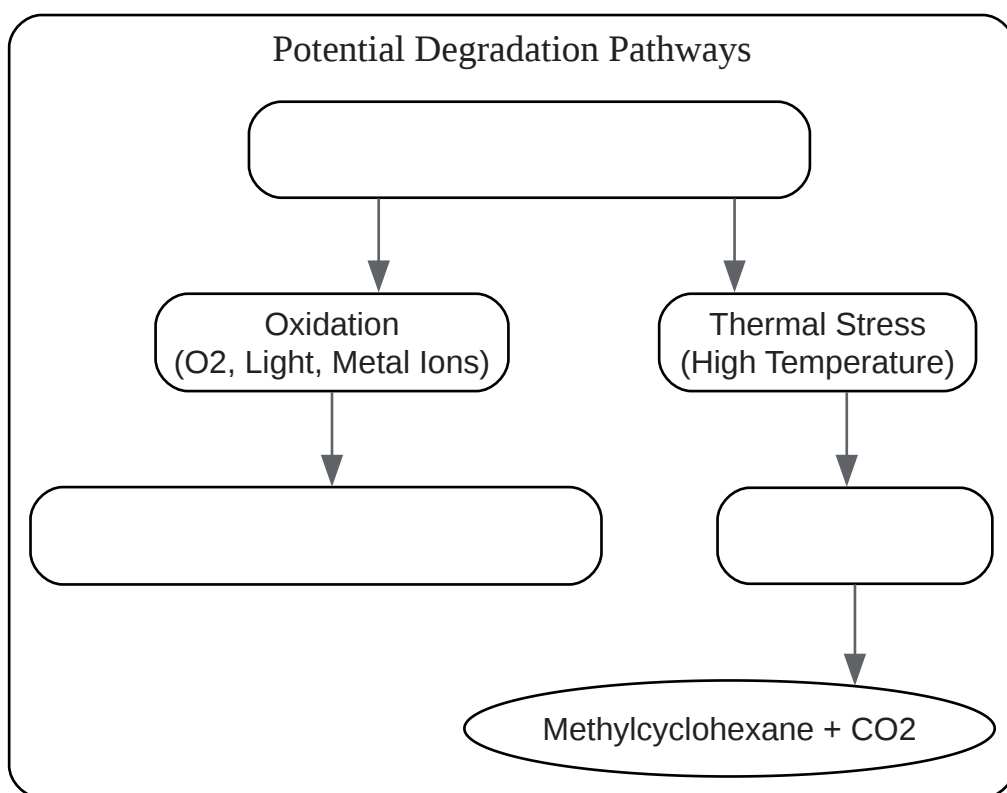 Potential Degradation Pathways
Oxidation
(O2, Light, Metal Ions)
Thermal Stress
(High Temperature)
Methylcyclohexane + CO2